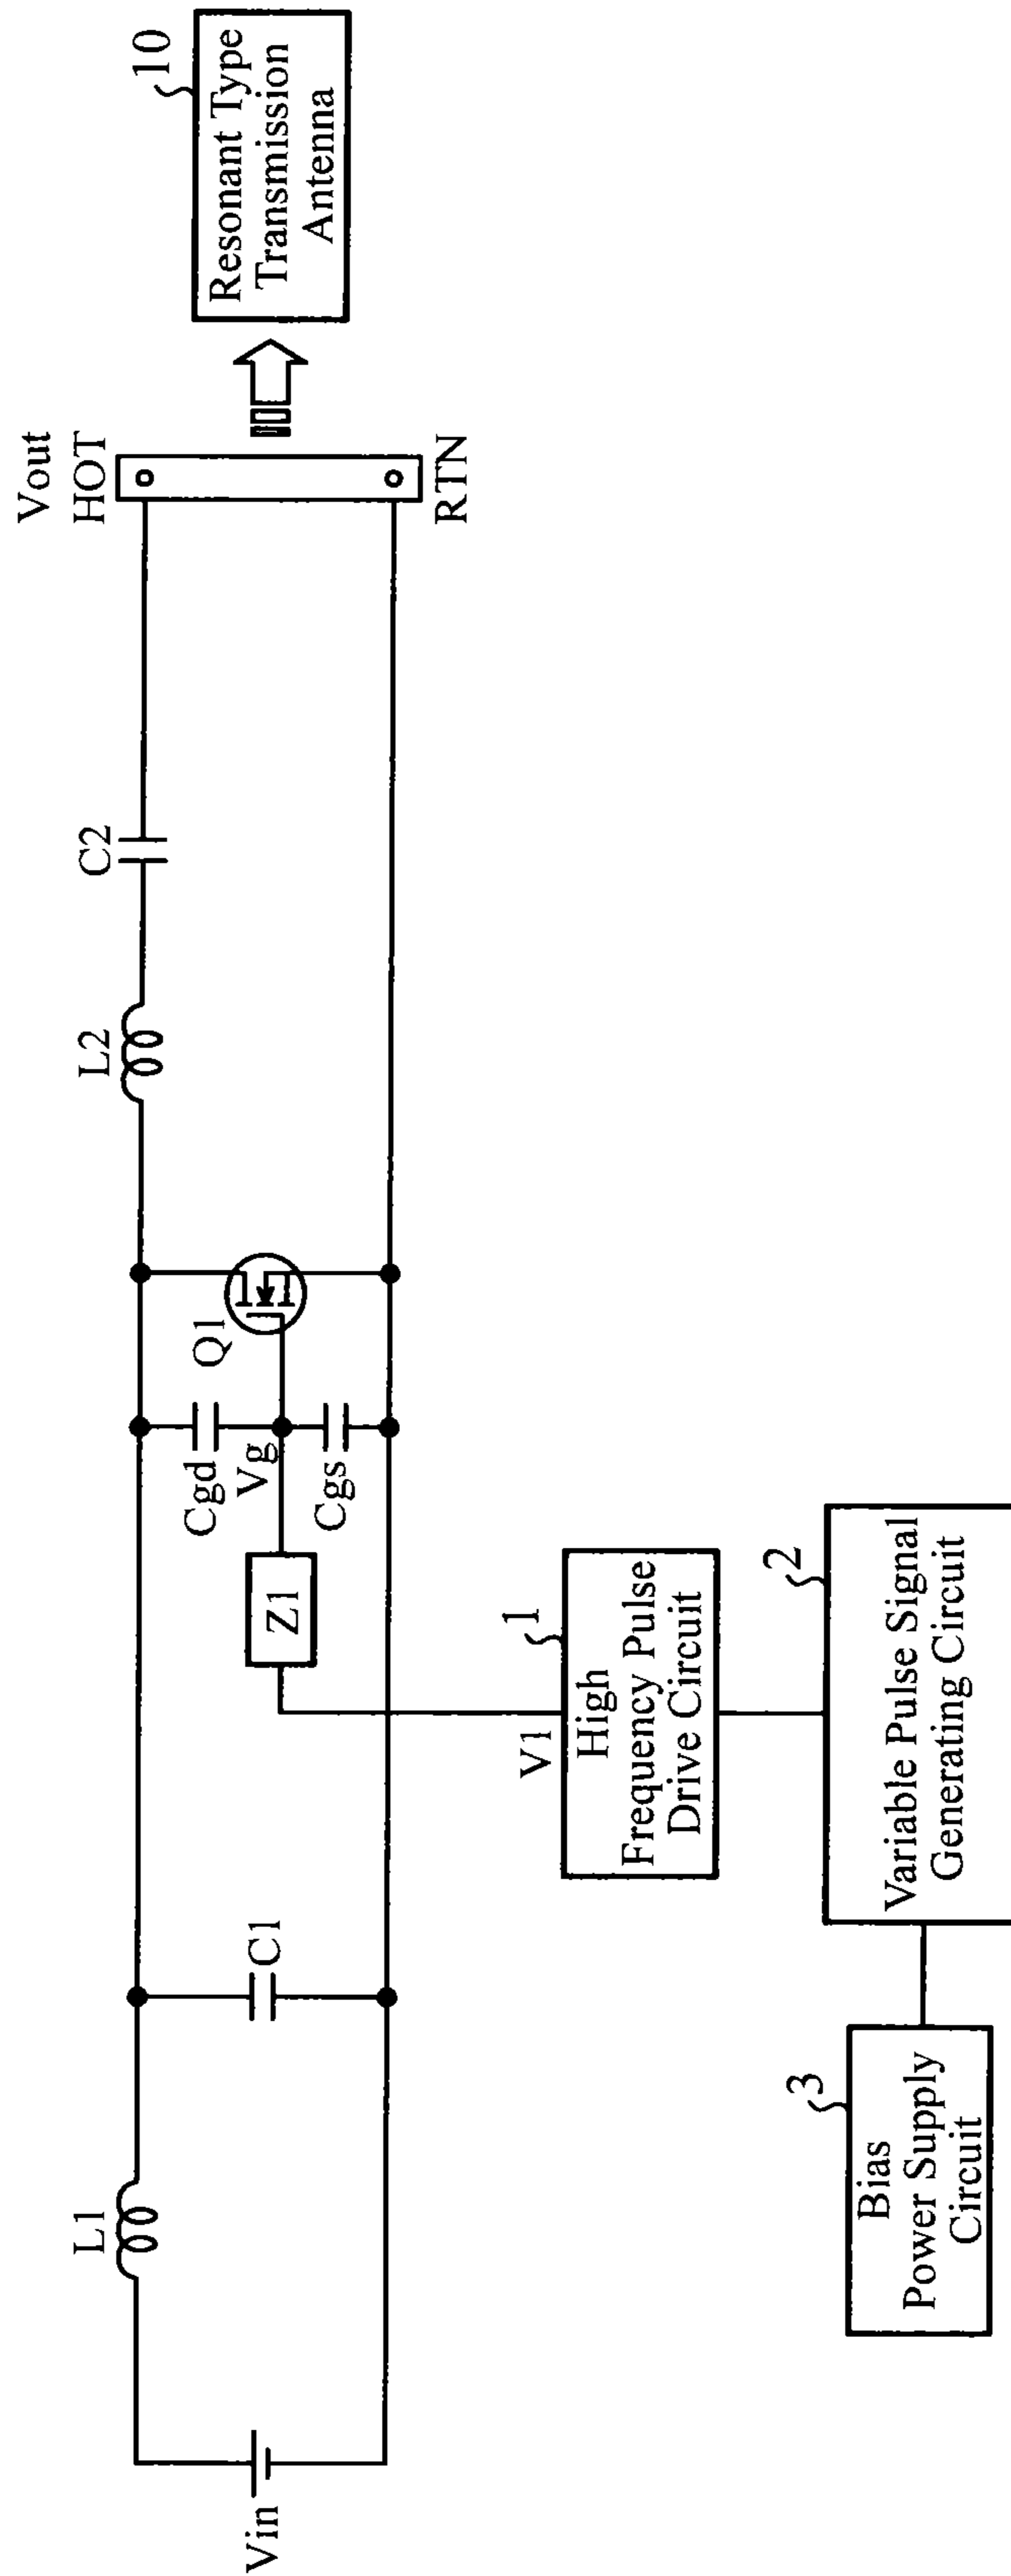 Vin
L1
C1
Cgd
Vg
Cgs
Z1
Q1
L2
C2
Vout
HOT
RTN
10
Resonant Type
Transmission
Antenna
V1
1
High
Frequency Pulse
Drive Circuit
2
Variable Pulse Signal
Generating Circuit
3
Bias
Power Supply
Circuit